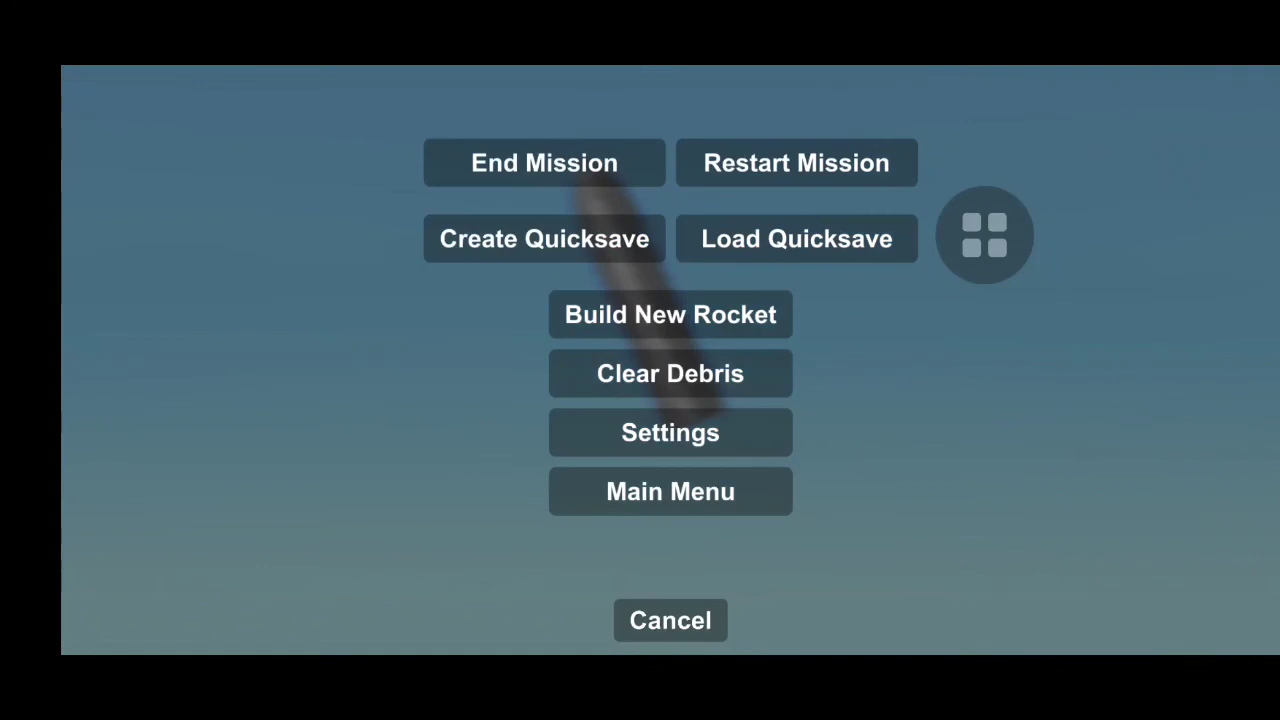 End Mission Restart Mission
Create Quicksave Load Quicksave
Build New Rocket
Clear Debris
Settings
Main Menu
Cancel